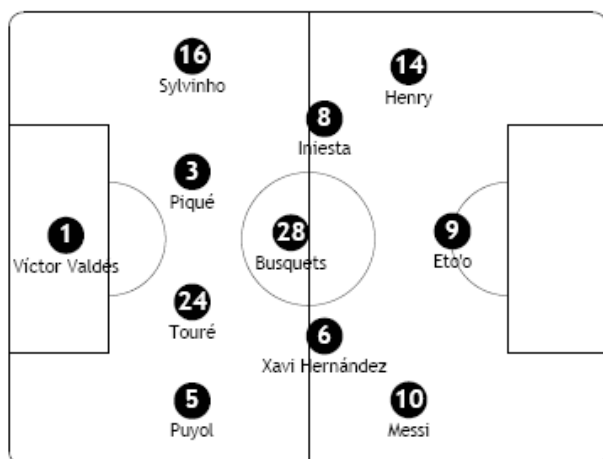 16
Sylvinho
14
Henry
8
Iniesta
3
Piqué
1
Víctor Valdés
28
Busquets
9
Eto'o
24
Touré
6
Xavi Hernández
5
Puyol
10
Messi